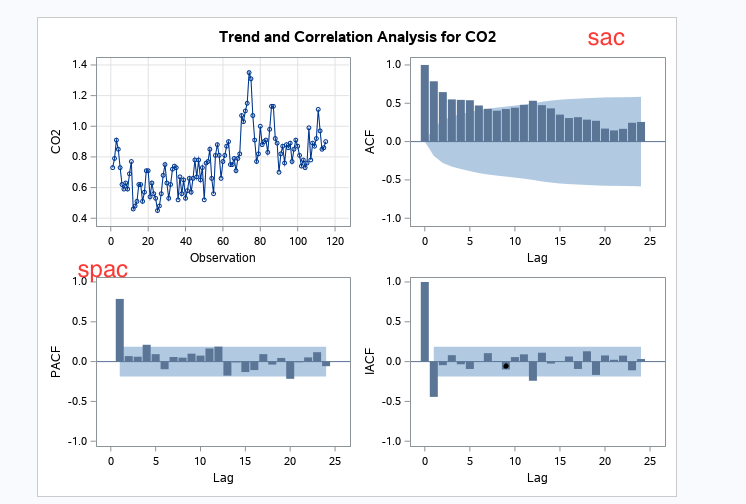 Trend and Correlation Analysis for CO2
sac
1.4
1.2
1.0
0.8
0.6
0.4
CO2
0 20 40 60 80 100 120
Observation
1.0
0.5
0.0
-0.5
-1.0
ACF
0 5 10 15 20 25
Lag
spac
1.0
0.5
0.0
-0.5
-1.0
PACF
0 5 10 15 20 25
Lag
1.0
0.5
0.0
-0.5
-1.0
IACF
0 5 10 15 20 25
Lag